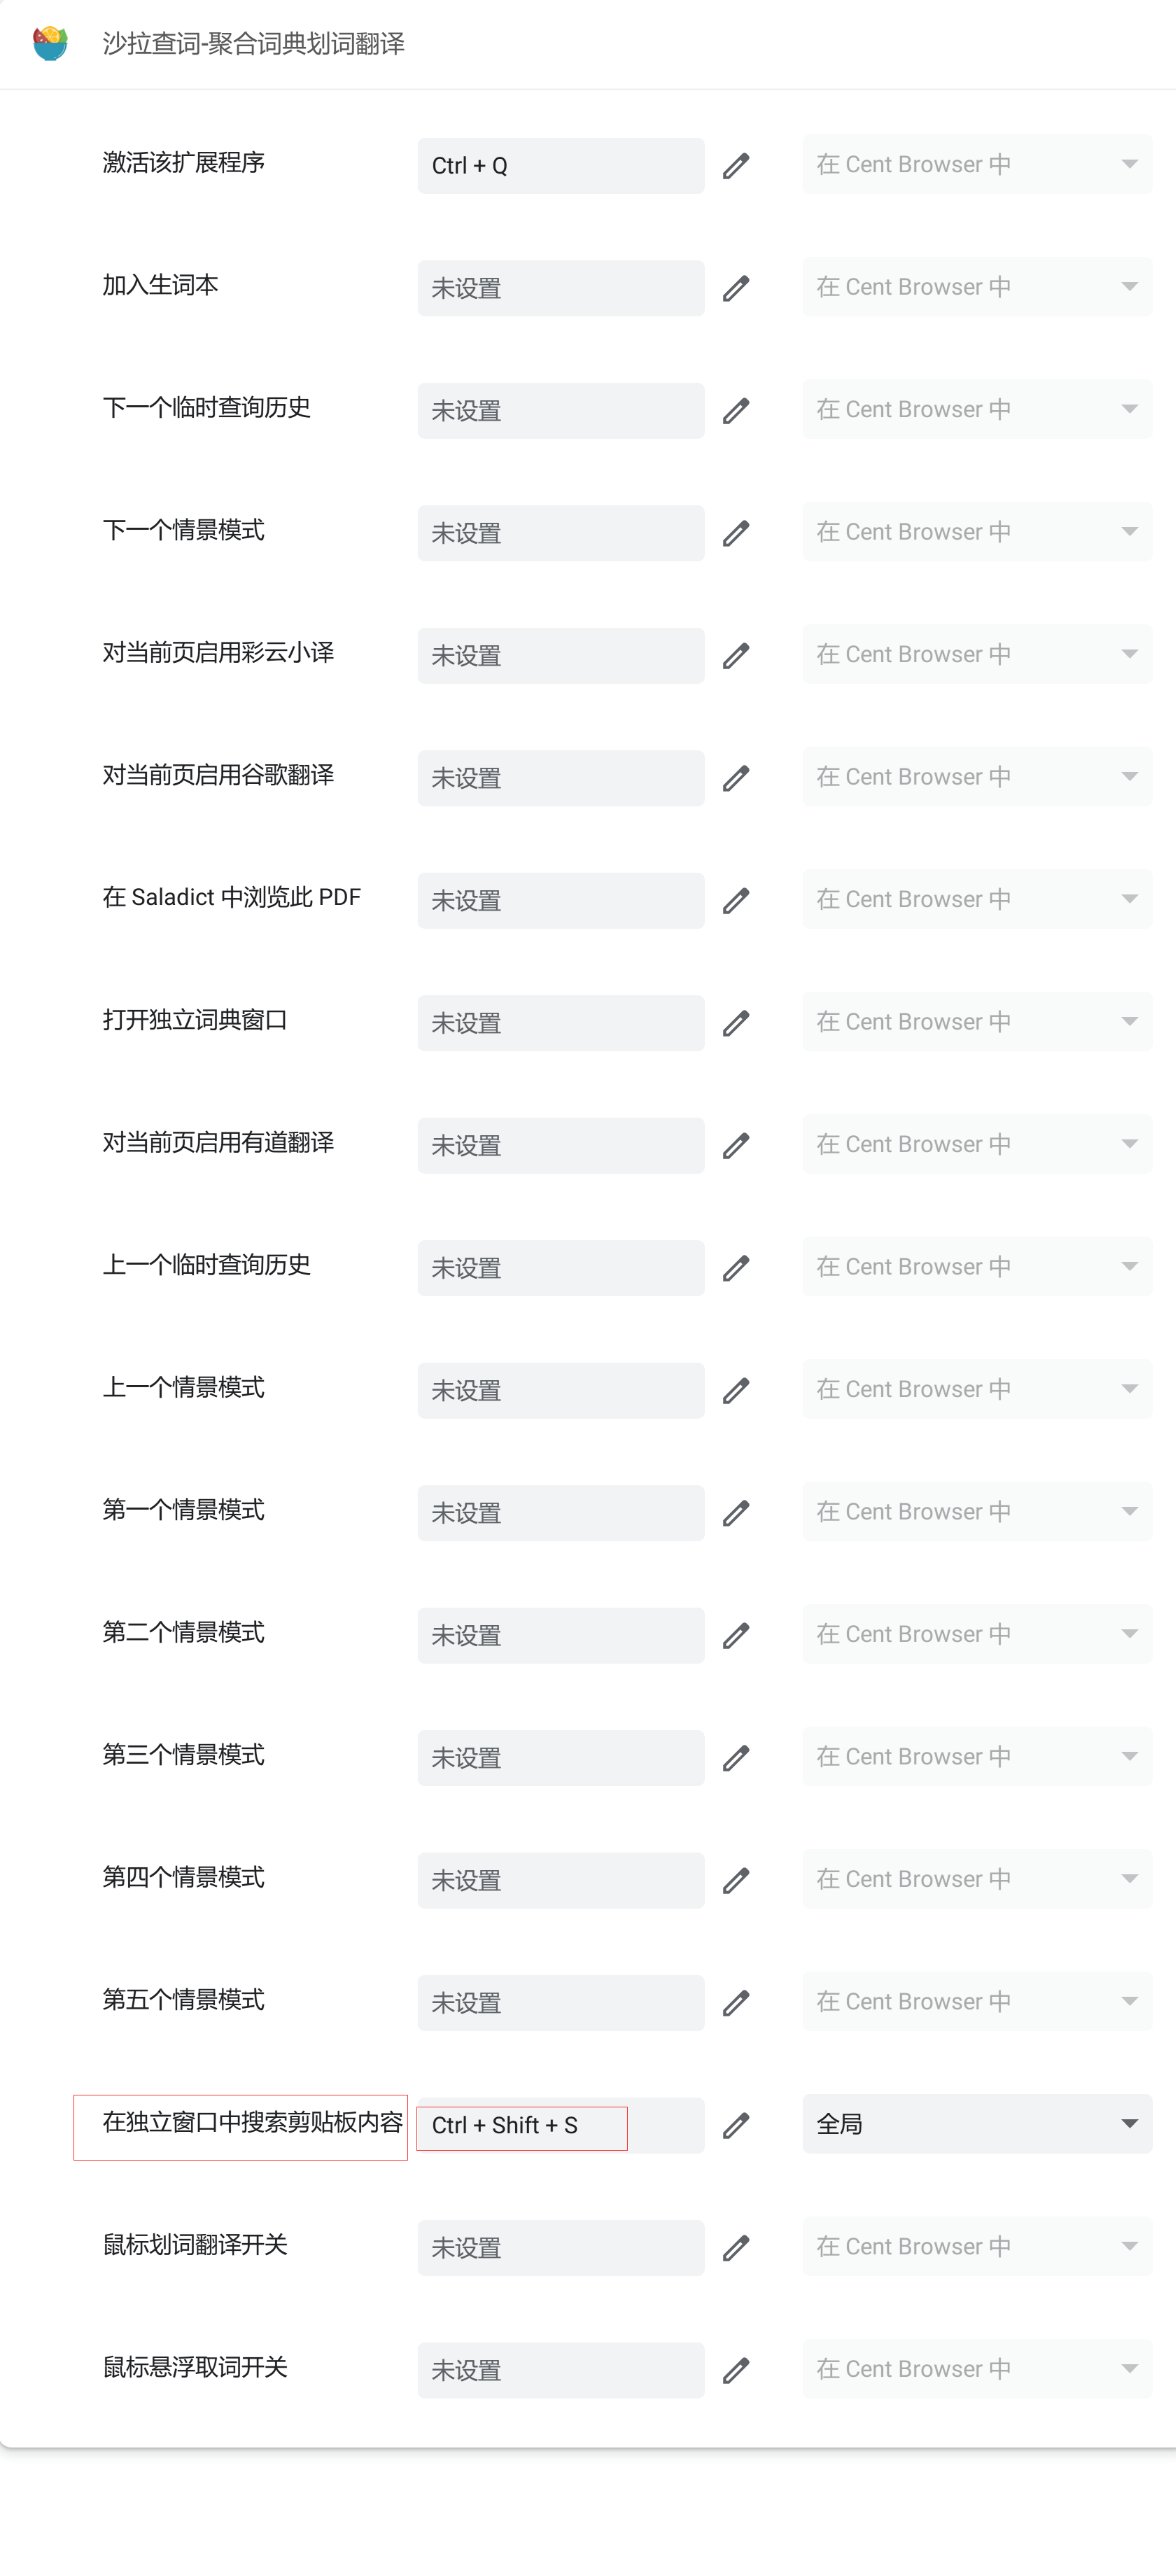 沙拉查词-聚合词典划词翻译
激活该扩展程序 Ctrl + Q 在 Cent Browser 中
加入生词本 未设置 在 Cent Browser 中
下一个临时查询历史 未设置 在 Cent Browser 中
下一个情景模式 未设置 在 Cent Browser 中
对当前页启用彩云小译 未设置 在 Cent Browser 中
对当前页启用谷歌翻译 未设置 在 Cent Browser 中
在 Saladict 中浏览此 PDF 未设置 在 Cent Browser 中
打开独立词典窗口 未设置 在 Cent Browser 中
对当前页启用有道翻译 未设置 在 Cent Browser 中
上一个临时查询历史 未设置 在 Cent Browser 中
上一个情景模式 未设置 在 Cent Browser 中
第一个情景模式 未设置 在 Cent Browser 中
第二个情景模式 未设置 在 Cent Browser 中
第三个情景模式 未设置 在 Cent Browser 中
第四个情景模式 未设置 在 Cent Browser 中
第五个情景模式 未设置 在 Cent Browser 中
在独立窗口中搜索剪贴板内容 Ctrl + Shift + S 全局
鼠标划词翻译开关 未设置 在 Cent Browser 中
鼠标悬浮取词开关 未设置 在 Cent Browser 中